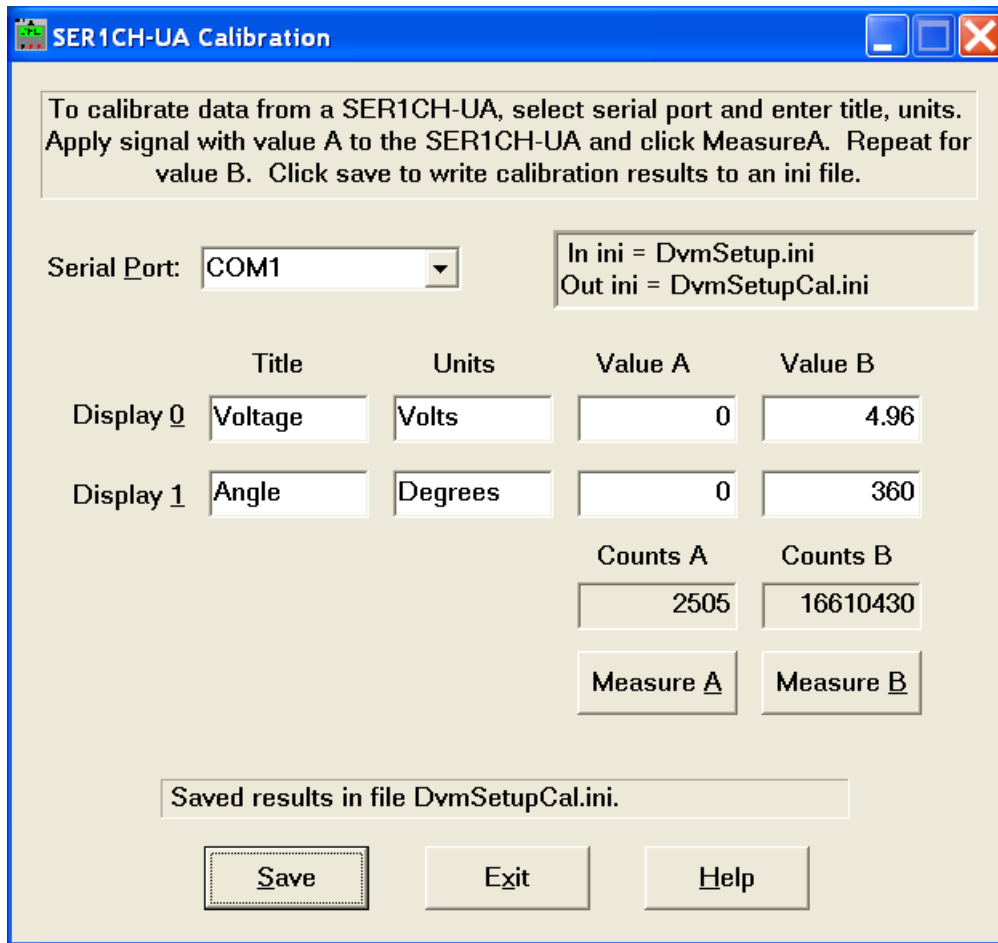 SER1CH-UA Calibration
To calibrate data from a SER1CH-UA, select serial port and enter title, units.
Apply signal with value A to the SER1CH-UA and click MeasureA.  Repeat for
value B.  Click save to write calibration results to an ini file.
Serial Port: COM1
In ini = DvmSetup.ini
Out ini = DvmSetupCal.ini
Title Units Value A Value B
Display 0 Voltage Volts 0 4.96
Display 1 Angle Degrees 0 360
Counts A Counts B
2505 16610430
Measure A Measure B
Saved results in file DvmSetupCal.ini.
Save Exit Help